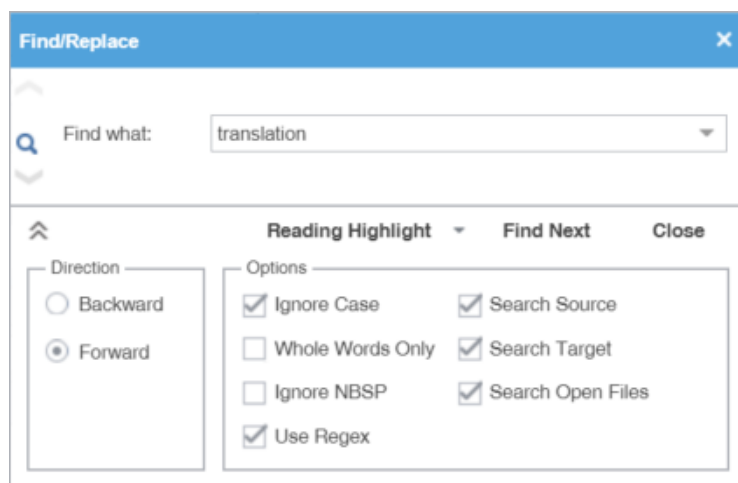 Find/Replace
Find what: translation
Reading Highlight Find Next Close
Direction
Backward
Forward
Options
Ignore Case Search Source
Whole Words Only Search Target
Ignore NBSP Search Open Files
Use Regex